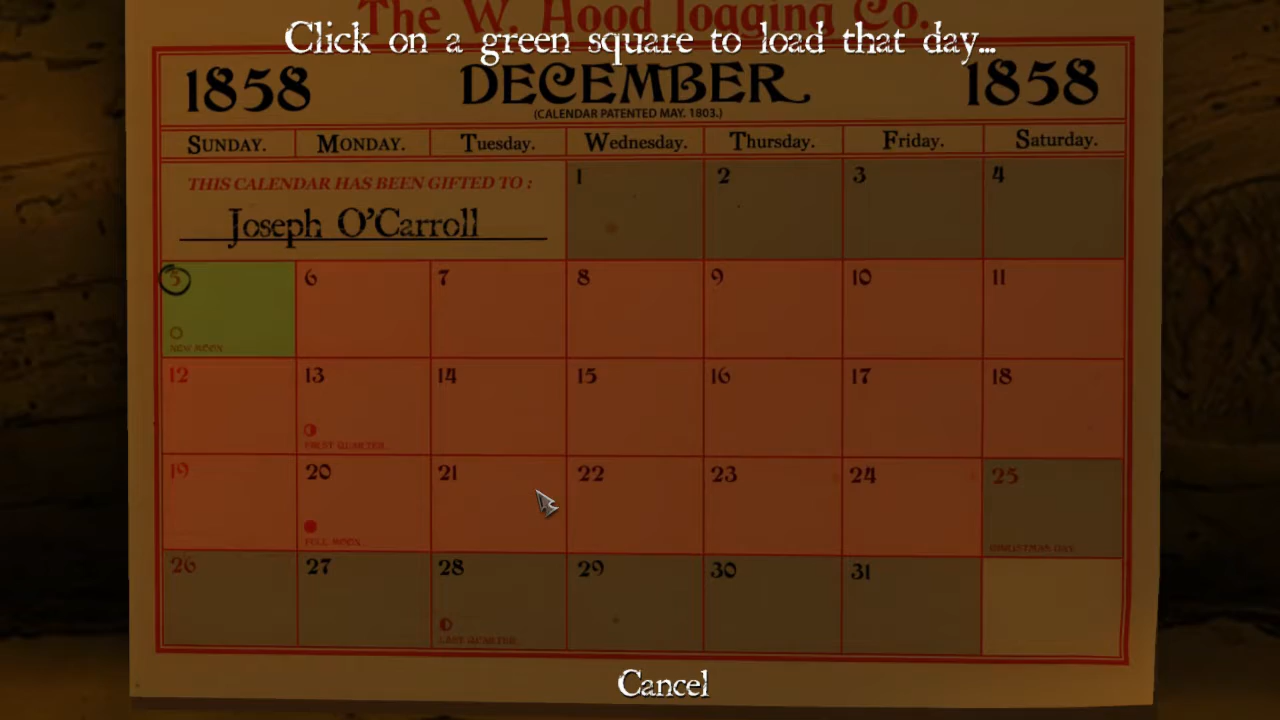 The W. Hood logging Co.
Click on a green square to load that day...
1858 DECEMBER 1858
(CALENDAR PATENTED MAY. 1803.)
SUNDAY. MONDAY. Tuesday. Wednesday. Thursday. Friday. Saturday.
THIS CALENDAR HAS BEEN GIFTED TO :
Joseph O'Carroll
1 2 3 4
5 6 7 8 9 10 11
NEW MOON
12 13 14 15 16 17 18
FIRST QUARTER
19 20 21 22 23 24 25
FULL MOON
CHRISTMAS DAY
26 27 28 29 30 31
LAST QUARTER
Cancel